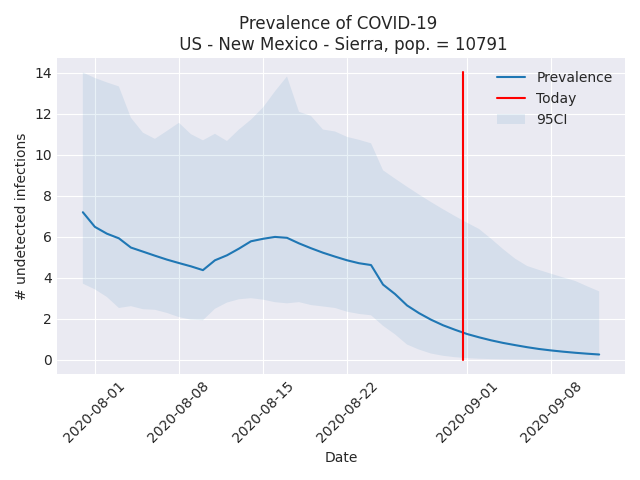 Prevalence of COVID-19
US - New Mexico - Sierra, pop. = 10791
Prevalence
Today
95CI
14
12
10
8
6
4
2
0
# undetected infections
2020-08-01
2020-08-08
2020-08-15
2020-08-22
2020-09-01
2020-09-08
Date